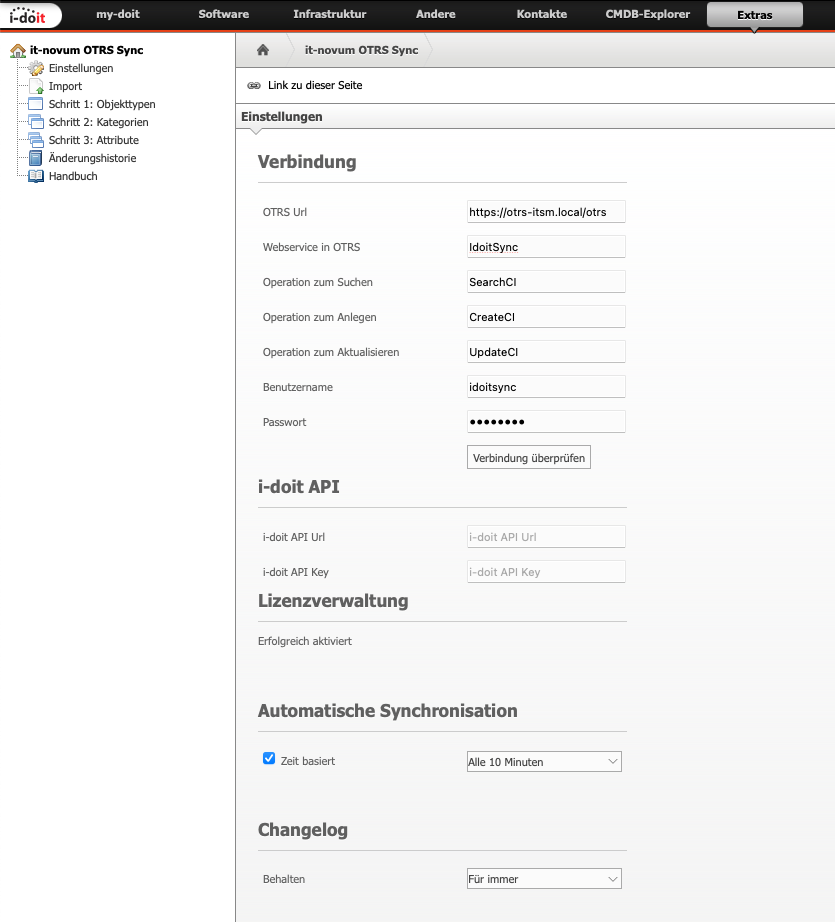 i-doit
my-doit Software Infrastruktur Andere Kontakte CMDB-Explorer Extras
it-novum OTRS Sync
Einstellungen
Import
Schritt 1: Objekttypen
Schritt 2: Kategorien
Schritt 3: Attribute
Änderungshistorie
Handbuch
it-novum OTRS Sync
Link zu dieser Seite
Einstellungen
Verbindung
OTRS Url https://otrs-itsm.local/otrs
Webservice in OTRS IdoitSync
Operation zum Suchen SearchCI
Operation zum Anlegen CreateCI
Operation zum Aktualisieren UpdateCI
Benutzername idoitsync
Passwort ●●●●●●●●
Verbindung überprüfen
i-doit API
i-doit API Url i-doit API Url
i-doit API Key i-doit API Key
Lizenzverwaltung
Erfolgreich aktiviert
Automatische Synchronisation
Zeit basiert Alle 10 Minuten
Changelog
Behalten Für immer